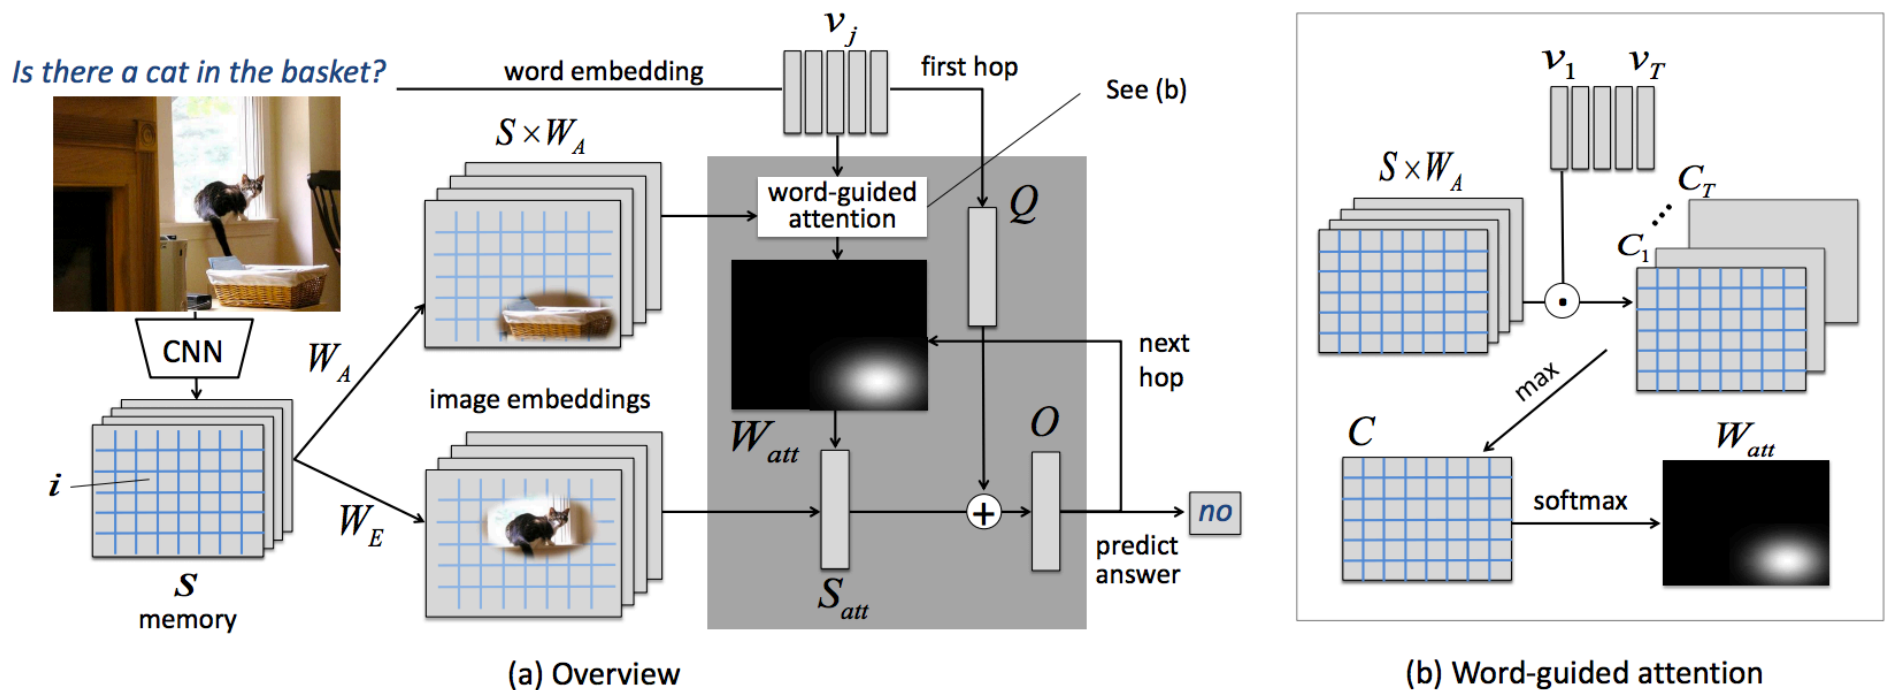 Is there a cat in the basket?
word embedding
v_j
first hop
See (b)
S × W_A
word-guided
attention
Q
CNN
W_A
next
hop
image embeddings
W_att
O
i
W_E
+
no
predict
answer
S
memory
S_att
(a) Overview
v_1
v_T
S × W_A
C_T
C_1
max
C
W_att
softmax
(b) Word-guided attention